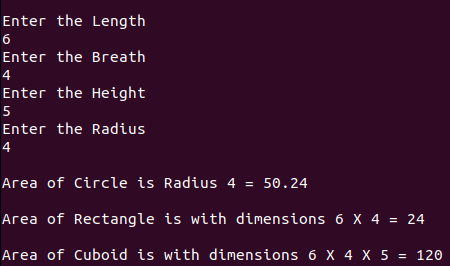 Enter the Length
6
Enter the Breath
4
Enter the Height
5
Enter the Radius
4
Area of Circle is Radius 4 = 50.24
Area of Rectangle is with dimensions 6 X 4 = 24
Area of Cuboid is with dimensions 6 X 4 X 5 = 120